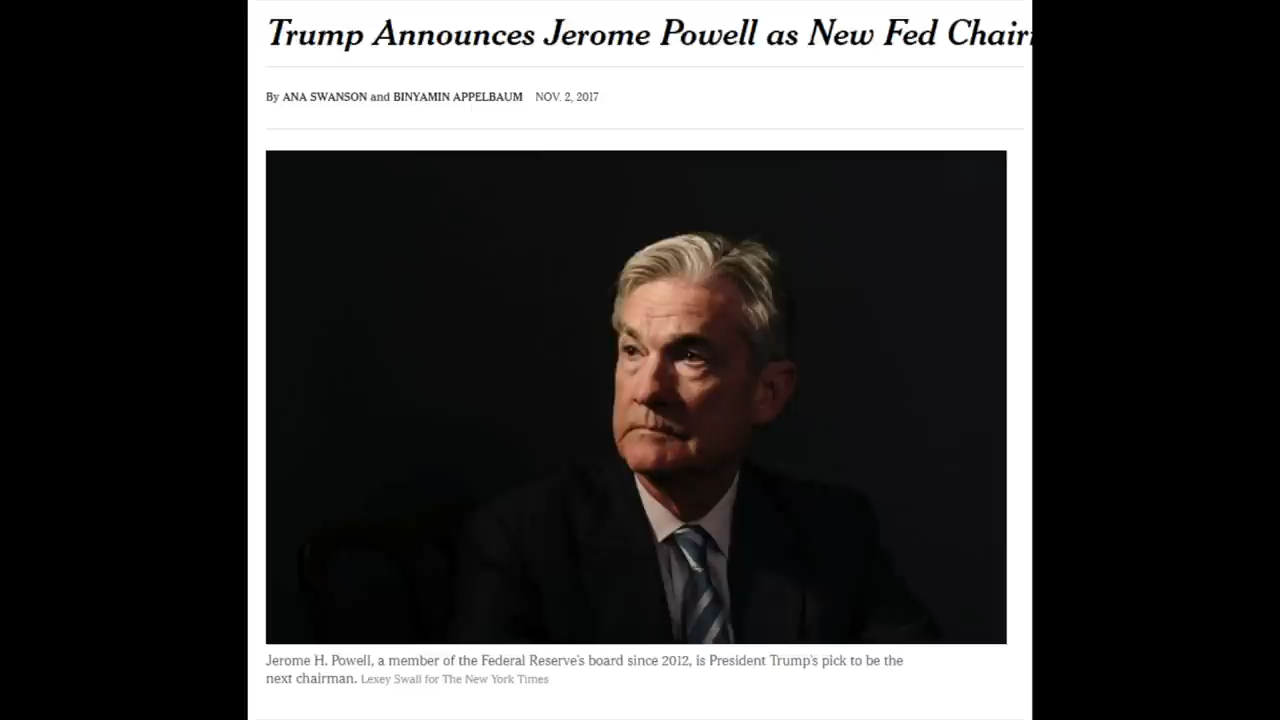 Trump Announces Jerome Powell as New Fed Chair
By ANA SWANSON and BINYAMIN APPELBAUM NOV. 2, 2017
Jerome H. Powell, a member of the Federal Reserve's board since 2012, is President Trump's pick to be the
next chairman. Lexey Swall for The New York Times